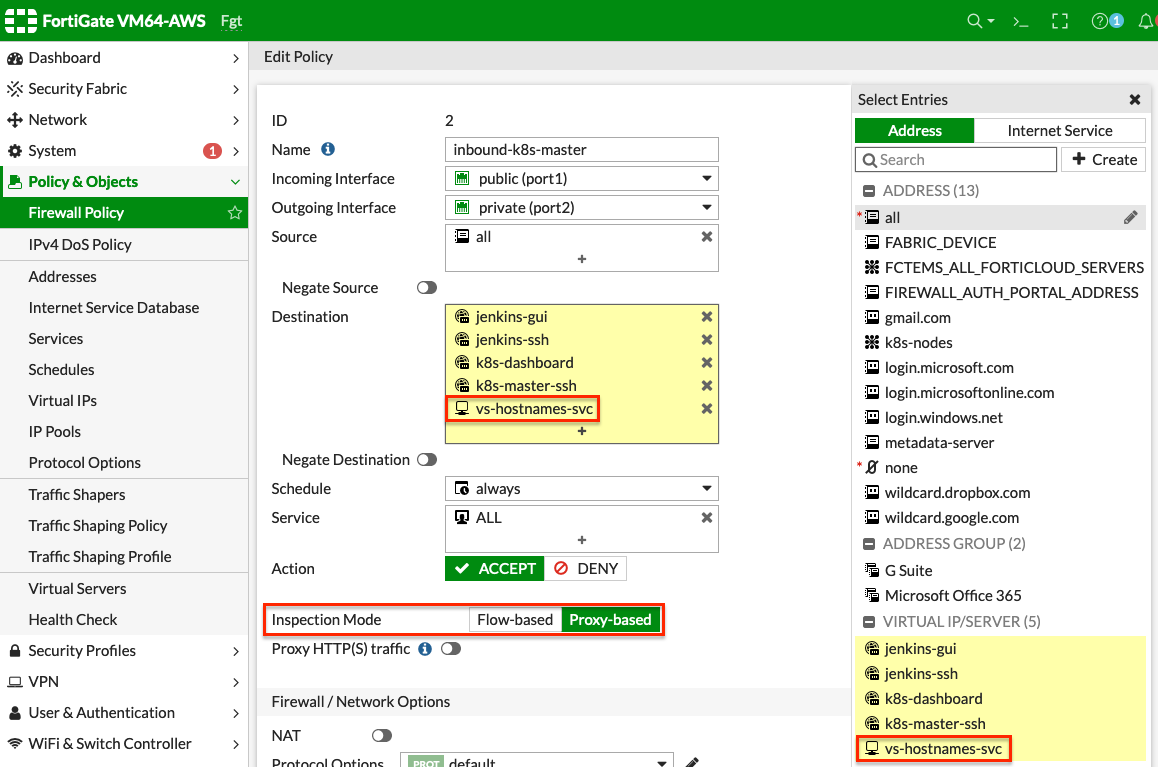 FortiGate VM64-AWS Fgt
1
Dashboard
Security Fabric
Network
System 1
Policy & Objects
Firewall Policy
IPv4 DoS Policy
Addresses
Internet Service Database
Services
Schedules
Virtual IPs
IP Pools
Protocol Options
Traffic Shapers
Traffic Shaping Policy
Traffic Shaping Profile
Virtual Servers
Health Check
Security Profiles
VPN
User & Authentication
WiFi & Switch Controller
Edit Policy
ID 2
Name inbound-k8s-master
Incoming Interface public (port1)
Outgoing Interface private (port2)
Source all
+
Negate Source
Destination jenkins-gui
jenkins-ssh
k8s-dashboard
k8s-master-ssh
vs-hostnames-svc
+
Negate Destination
Schedule always
Service ALL
+
Action ACCEPT DENY
Inspection Mode Flow-based Proxy-based
Proxy HTTP(S) traffic
Firewall / Network Options
NAT
Protocol Options PROT default
Select Entries
Address Internet Service
Search + Create
ADDRESS (13)
* all
FABRIC_DEVICE
FCTEMS_ALL_FORTICLOUD_SERVERS
FIREWALL_AUTH_PORTAL_ADDRESS
gmail.com
k8s-nodes
login.microsoft.com
login.microsoftonline.com
login.windows.net
metadata-server
* none
wildcard.dropbox.com
wildcard.google.com
ADDRESS GROUP (2)
G Suite
Microsoft Office 365
VIRTUAL IP/SERVER (5)
jenkins-gui
jenkins-ssh
k8s-dashboard
k8s-master-ssh
vs-hostnames-svc